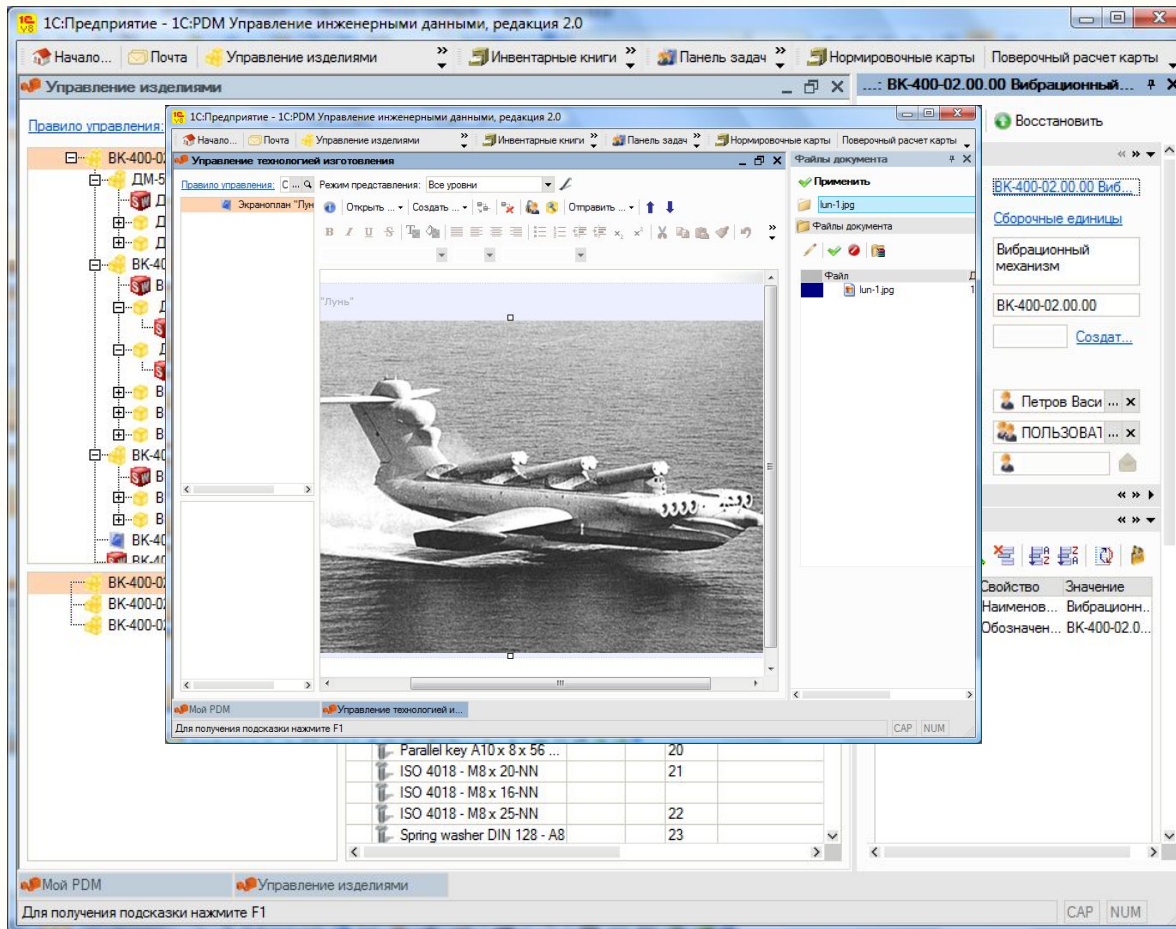 1С:Предприятие - 1С:PDM Управление инженерными данными, редакция 2.0
Начало... Почта Управление изделиями Инвентарные книги Панель задач Нормировочные карты Поверочный расчет карты
Управление изделиями
...: ВК-400-02.00.00 Вибрационный...
Правило управления:
Восстановить
ВК-400-02
ДМ-5
ВК-40
ВК-40
ВК-40
ВК-40
ВК-400-02
ВК-400-02
ВК-400-02
1С:Предприятие - 1С:PDM Управление инженерными данными, редакция 2.0
Начало... Почта Управление изделиями Инвентарные книги Панель задач Нормировочные карты Поверочный расчет карты
Управление технологией изготовления
Правило управления: С ... Режим представления: Все уровни
Экраноплан "Лун
Открыть ... Создать ... Отправить ...
"Лунь"
Файлы документа
Применить
lun-1.jpg
Файлы документа
Файл Д
lun-1.jpg 1
Мой PDM Управление технологией и...
Для получения подсказки нажмите F1 CAP NUM
ВК-400-02.00.00 Виб...
Сборочные единицы
Вибрационный
механизм
ВК-400-02.00.00
Создат...
Петров Васи ...
ПОЛЬЗОВАТ ...
Свойство Значение
Наименов... Вибрационн..
Обозначен... ВК-400-02.0...
Parallel key A10 x 8 x 56 ... 20
ISO 4018 - M8 x 20-NN 21
ISO 4018 - M8 x 16-NN
ISO 4018 - M8 x 25-NN 22
Spring washer DIN 128 - A8 23
Мой PDM Управление изделиями
Для получения подсказки нажмите F1 CAP NUM